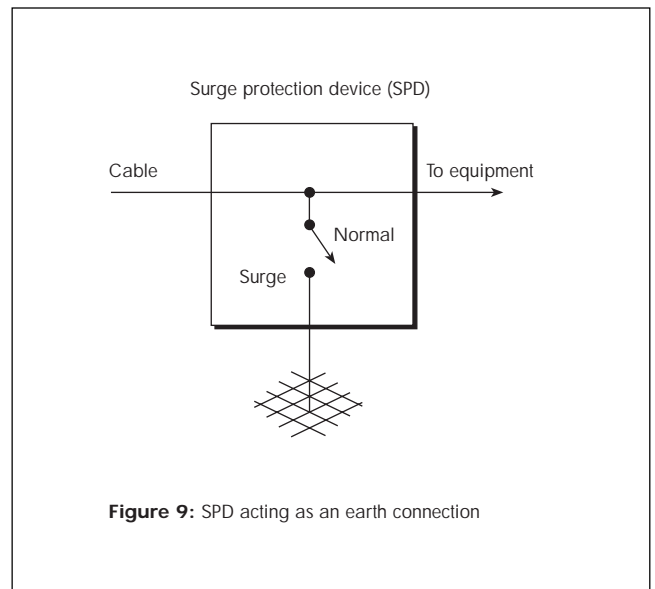 Surge protection device (SPD)
Cable
To equipment
Normal
Surge
Figure 9: SPD acting as an earth connection